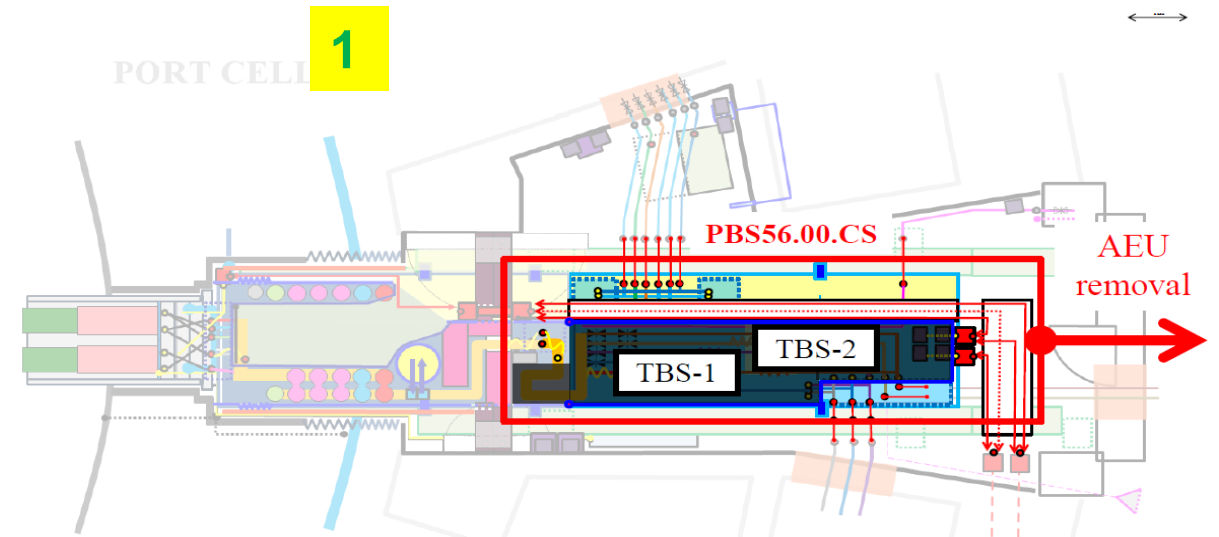 1
PORT CELL
PBS56.00.CS
AEU
removal
TBS-2
TBS-1